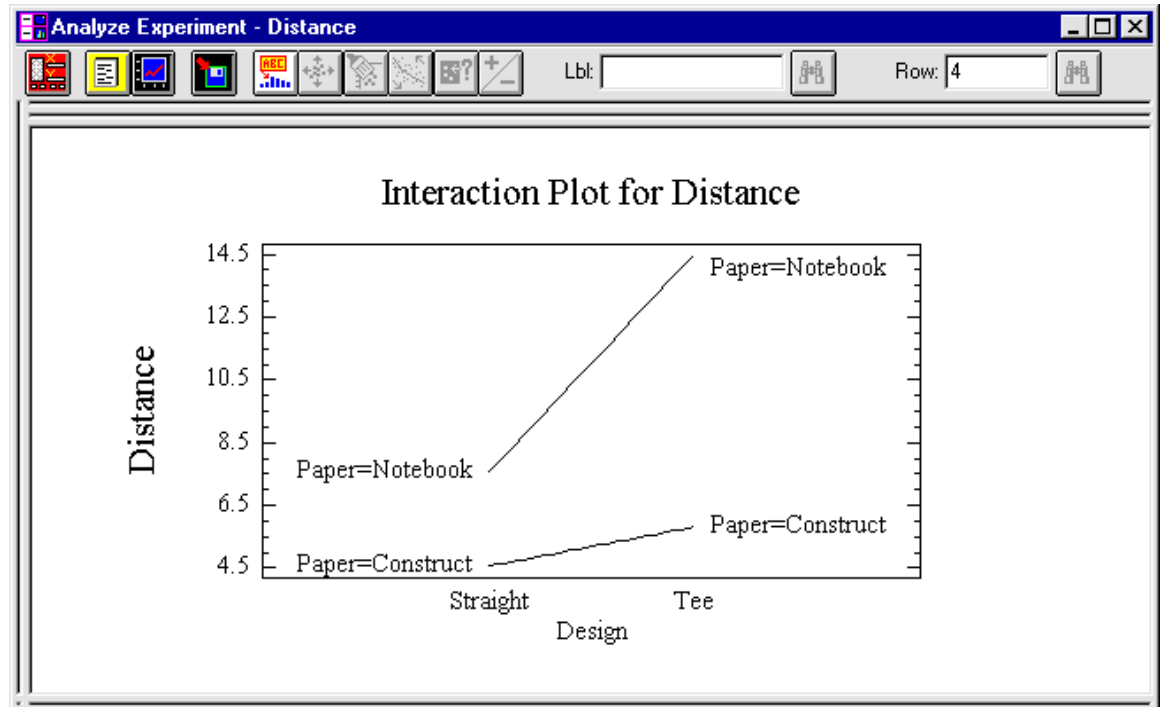 Analyze Experiment - Distance
ABC
Lbl:
Row: 4
Interaction Plot for Distance
Distance
14.5
12.5
10.5
8.5
6.5
4.5
Paper=Notebook
Paper=Notebook
Paper=Construct
Paper=Construct
Straight Tee
Design